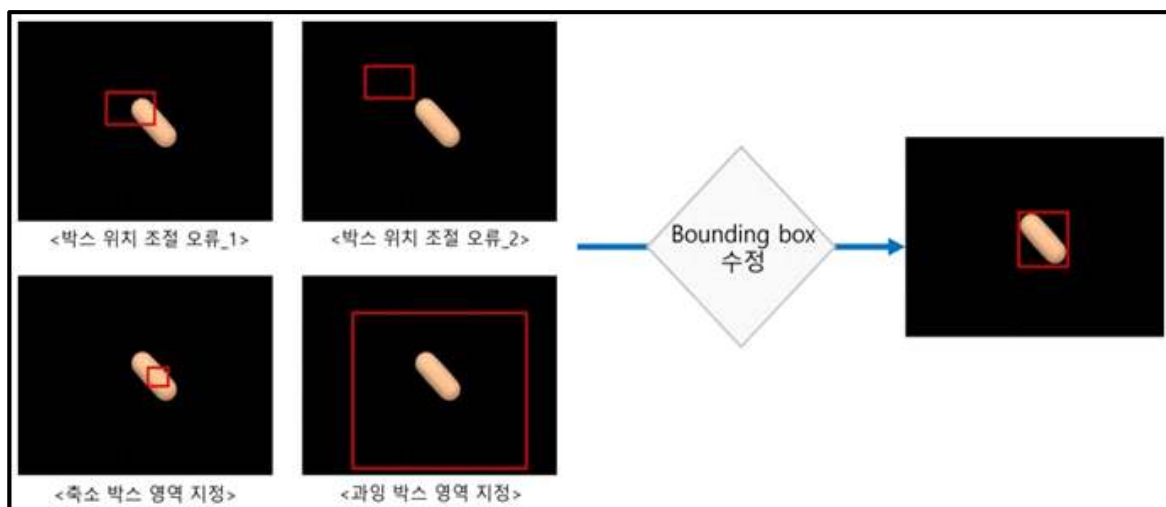 <박스 위치 조절 오류_1>
<박스 위치 조절 오류_2>
<축소 박스 영역 지정>
<과잉 박스 영역 지정>
Bounding box
수정